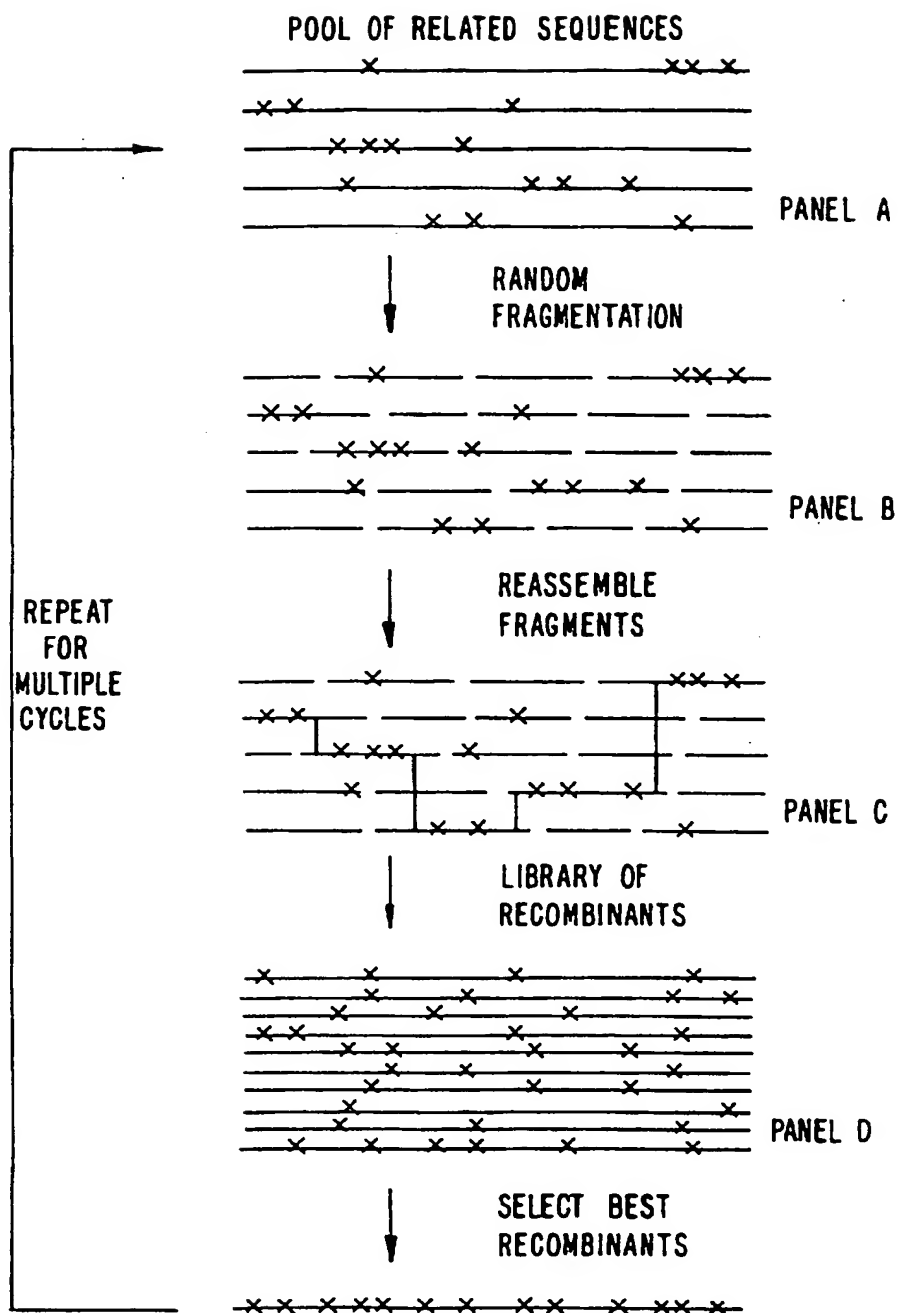 POOL OF RELATED SEQUENCES
PANEL A
RANDOM
FRAGMENTATION
PANEL B
REASSEMBLE
FRAGMENTS
REPEAT
FOR
MULTIPLE
CYCLES
PANEL C
LIBRARY OF
RECOMBINANTS
PANEL D
SELECT BEST
RECOMBINANTS